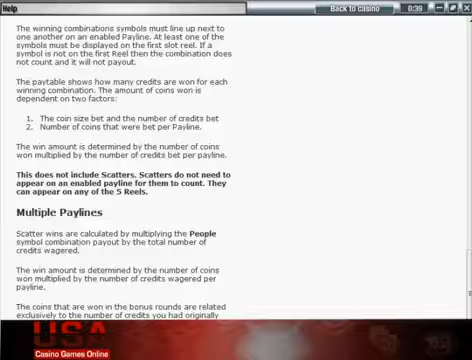 Help
Back to casino
0:39
The winning combinations symbols must line up next to
one another on an enabled Payline. At least one of the
symbols must be displayed on the first slot reel. If a
symbol is not on the first Reel then the combination does
not count and it will not payout.
The paytable shows how many credits are won for each
winning combination. The amount of coins won is
dependent on two factors:
1. The coin size bet and the number of credits bet
2. Number of coins that were bet per Payline.
The win amount is determined by the number of coins
won multiplied by the number of credits bet per payline.
This does not include Scatters. Scatters do not need to
appear on an enabled payline for them to count. They
can appear on any of the 5 Reels.
Multiple Paylines
Scatter wins are calculated by multiplying the People
symbol combination payout by the total number of
credits wagered.
The win amount is determined by the number of coins
won multiplied by the number of credits wagered per
payline.
The coins that are won in the bonus rounds are related
exclusively to the number of credits you had originally
USA
Casino Games Online